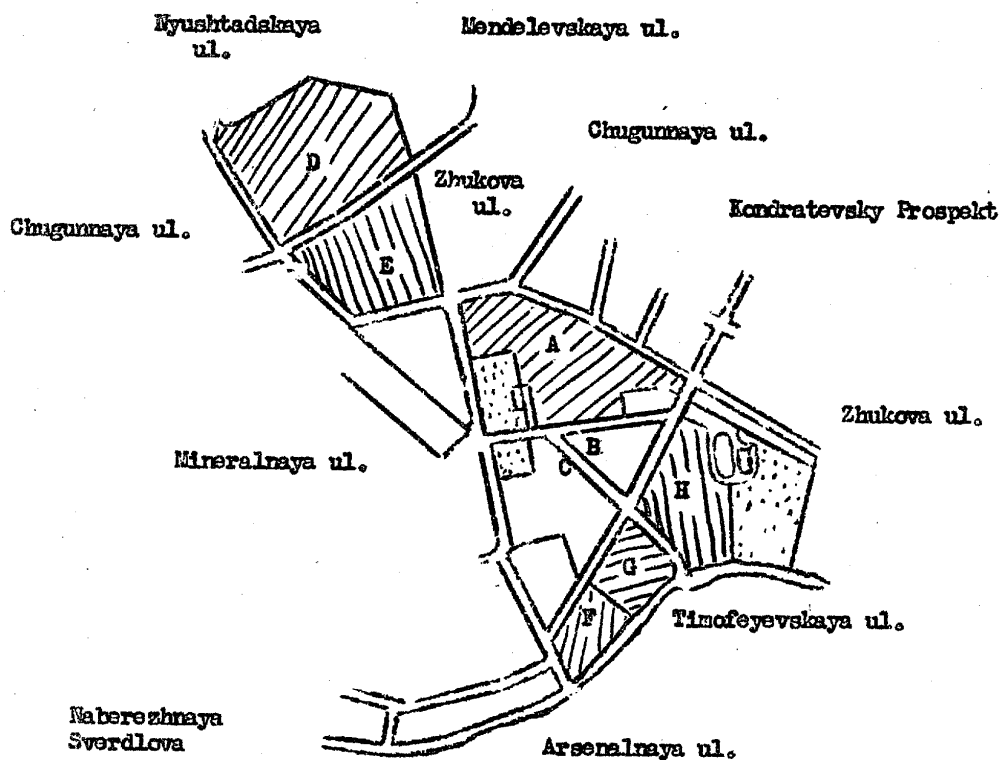 Nyushtadskaya
ul.
Mendelevskaya ul.
Chugunnaya ul.
D
Zhukova
ul.
Kondratevsky Prospekt
Chugunnaya ul.
E
A
Zhukova ul.
B
Mineralnaya ul.
C
H
G
F
Timofeyevskaya ul.
Naberezhnaya
Sverdlova
Arsenalnaya ul.